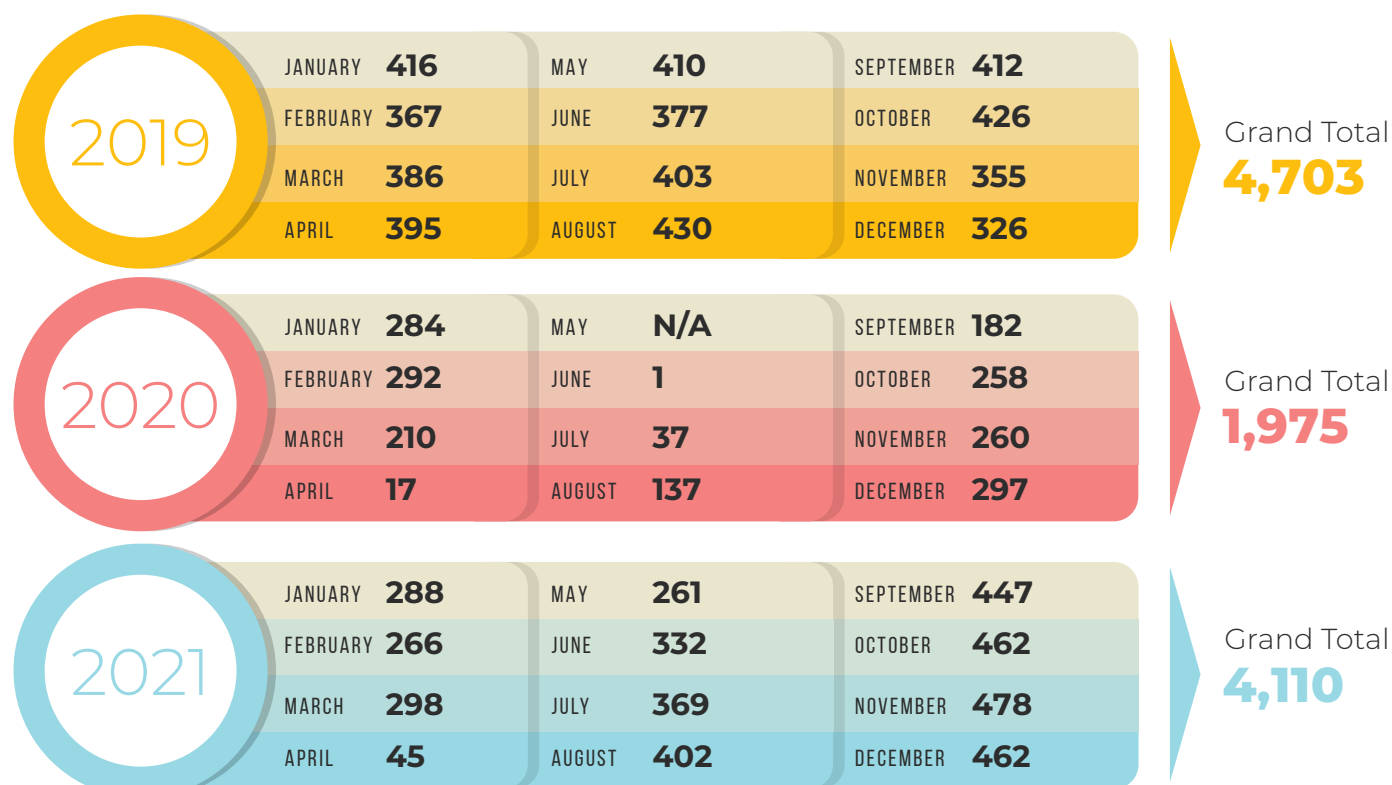 2019
JANUARY 416 MAY 410 SEPTEMBER 412
FEBRUARY 367 JUNE 377 OCTOBER 426
MARCH 386 JULY 403 NOVEMBER 355
APRIL 395 AUGUST 430 DECEMBER 326
Grand Total
4,703
2020
JANUARY 284 MAY N/A SEPTEMBER 182
FEBRUARY 292 JUNE 1 OCTOBER 258
MARCH 210 JULY 37 NOVEMBER 260
APRIL 17 AUGUST 137 DECEMBER 297
Grand Total
1,975
2021
JANUARY 288 MAY 261 SEPTEMBER 447
FEBRUARY 266 JUNE 332 OCTOBER 462
MARCH 298 JULY 369 NOVEMBER 478
APRIL 45 AUGUST 402 DECEMBER 462
Grand Total
4,110